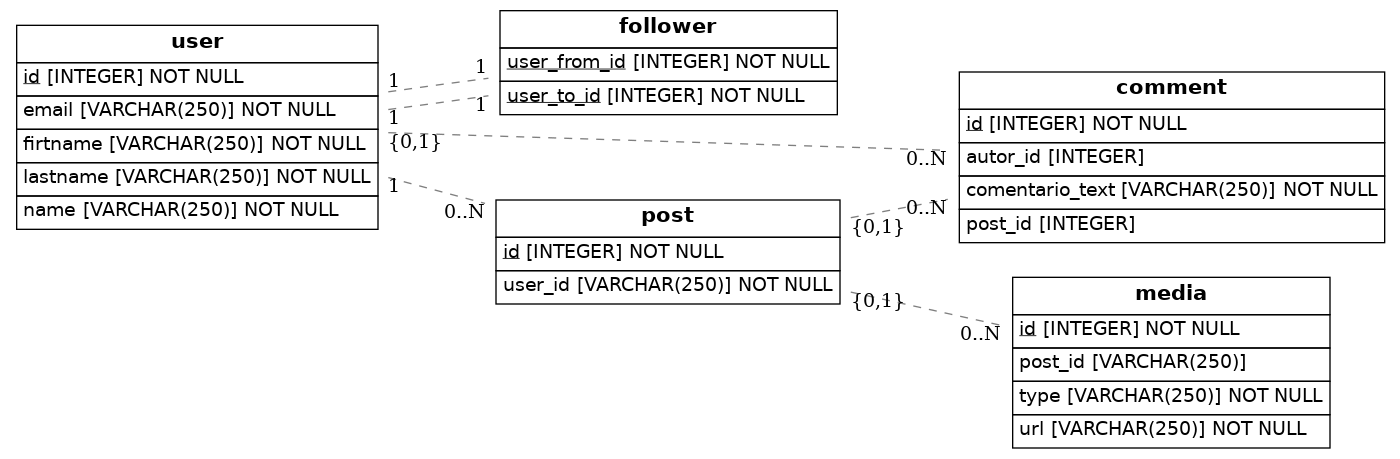 user
id [INTEGER] NOT NULL
email [VARCHAR(250)] NOT NULL
firtname [VARCHAR(250)] NOT NULL
lastname [VARCHAR(250)] NOT NULL
name [VARCHAR(250)] NOT NULL
follower
user_from_id [INTEGER] NOT NULL
user_to_id [INTEGER] NOT NULL
1
1
1
1
{0,1}
0..N
1
0..N
comment
id [INTEGER] NOT NULL
autor_id [INTEGER]
comentario_text [VARCHAR(250)] NOT NULL
post_id [INTEGER]
post
id [INTEGER] NOT NULL
user_id [VARCHAR(250)] NOT NULL
{0,1}
0..N
{0,1}
0..N
media
id [INTEGER] NOT NULL
post_id [VARCHAR(250)]
type [VARCHAR(250)] NOT NULL
url [VARCHAR(250)] NOT NULL